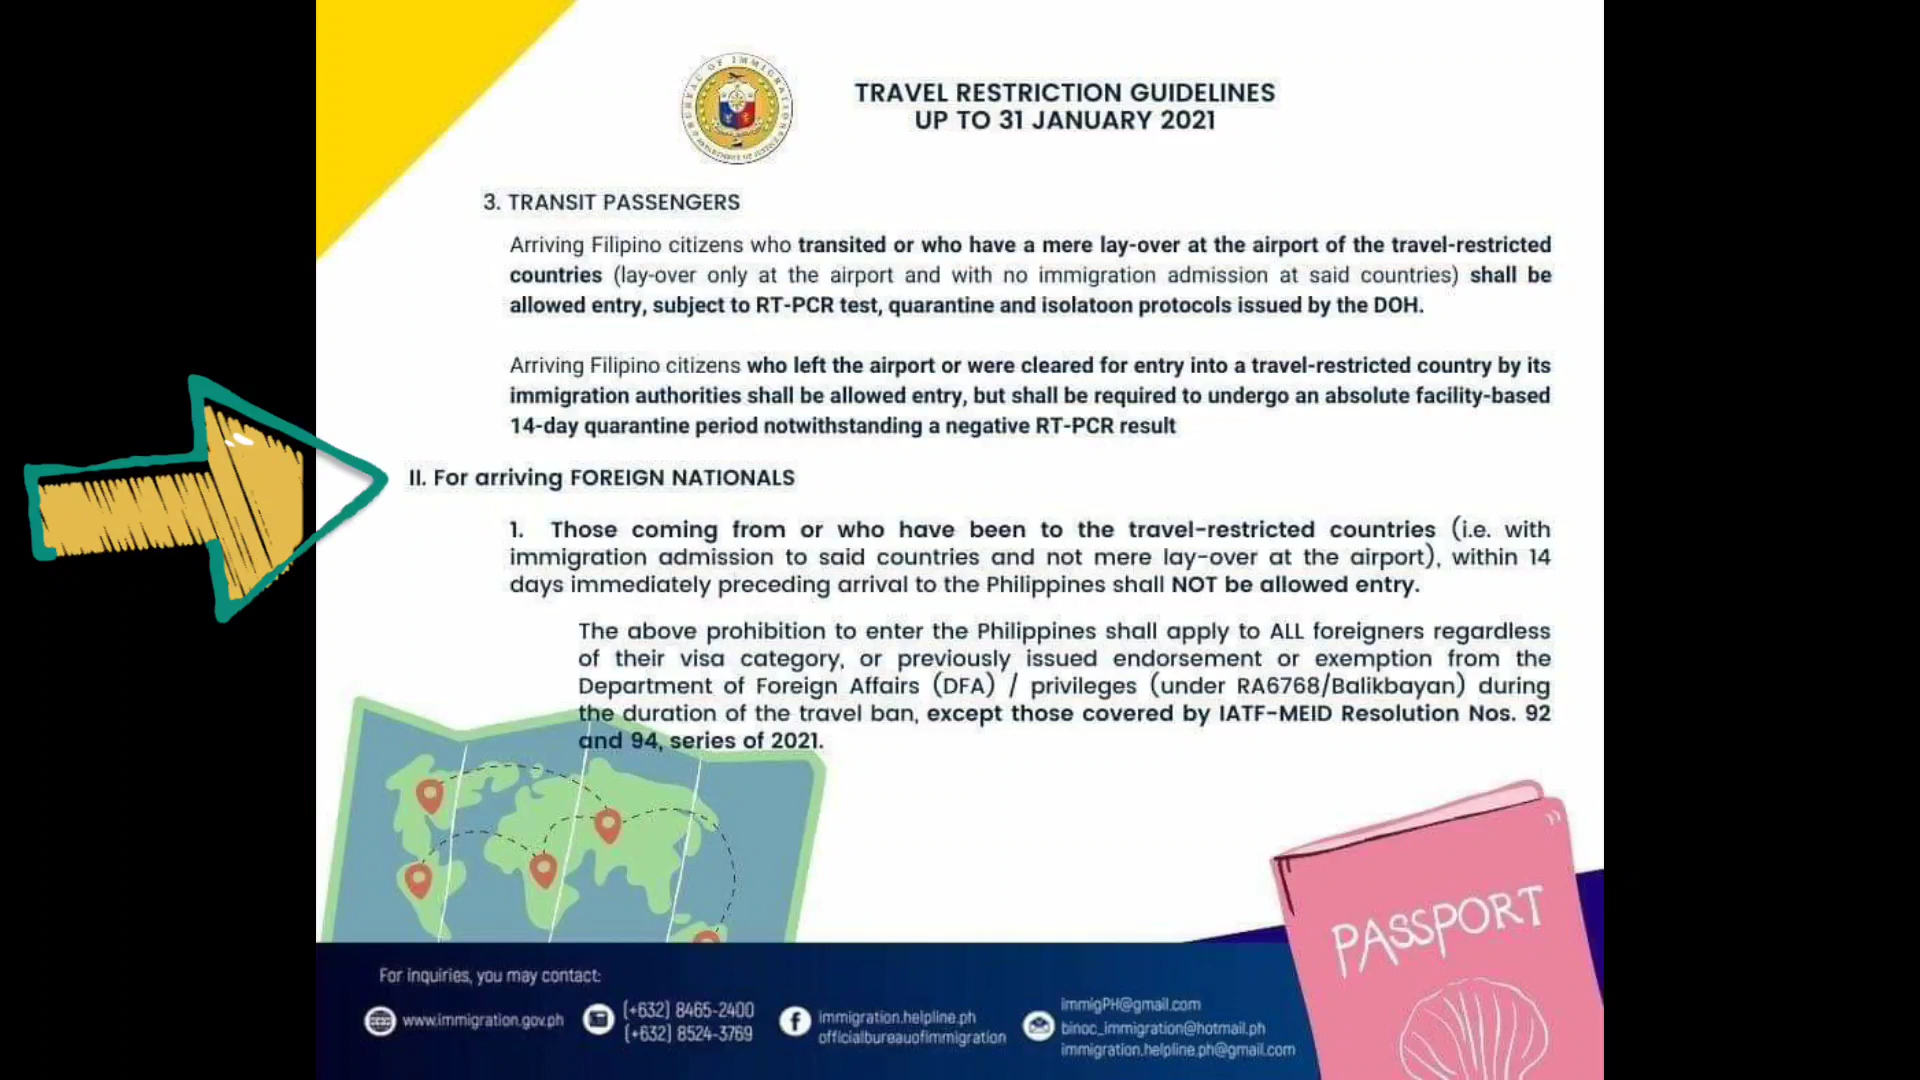 BUREAU OF IMMIGRATION
DEPARTMENT OF JUSTICE
TRAVEL RESTRICTION GUIDELINES
UP TO 31 JANUARY 2021
3. TRANSIT PASSENGERS
Arriving Filipino citizens who transited or who have a mere lay-over at the airport of the travel-restricted
countries (lay-over only at the airport and with no immigration admission at said countries) shall be
allowed entry, subject to RT-PCR test, quarantine and isolatoon protocols issued by the DOH.
Arriving Filipino citizens who left the airport or were cleared for entry into a travel-restricted country by its
immigration authorities shall be allowed entry, but shall be required to undergo an absolute facility-based
14-day quarantine period notwithstanding a negative RT-PCR result
II. For arriving FOREIGN NATIONALS
1. Those coming from or who have been to the travel-restricted countries (i.e. with
immigration admission to said countries and not mere lay-over at the airport), within 14
days immediately preceding arrival to the Philippines shall NOT be allowed entry.
The above prohibition to enter the Philippines shall apply to ALL foreigners regardless
of their visa category, or previously issued endorsement or exemption from the
Department of Foreign Affairs (DFA) / privileges (under RA6768/Balikbayan) during
the duration of the travel ban, except those covered by IATF-MEID Resolution Nos. 92
and 94, series of 2021.
PASSPORT
For inquiries, you may contact:
www.immigration.gov.ph
(+632) 8465-2400
(+632) 8524-3769
immigration.helpline.ph
officialbureauofimmigration
immigPH@gmail.com
binoc_immigration@hotmail.ph
immigration.helpline.ph@gmail.com